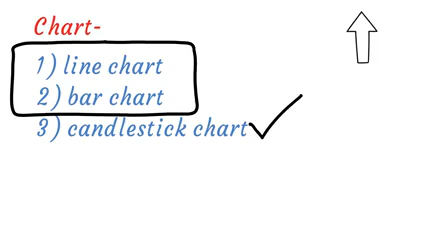 Chart-
1) line chart
2) bar chart
3) candlestick chart